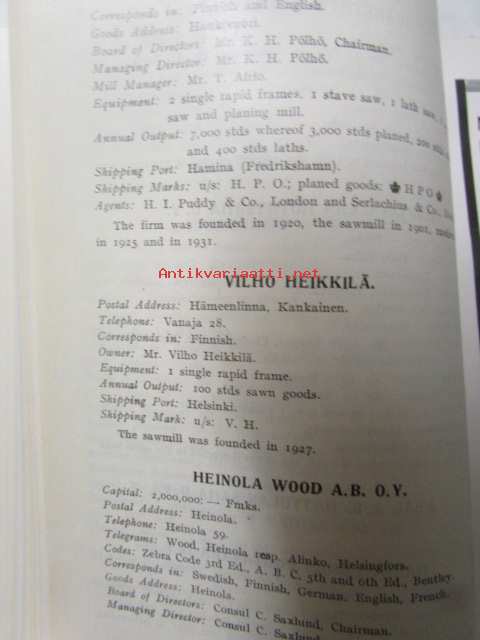 Corresponds in: Finnish and English.
Goods Address:
Board of Directors: Mr. K. H. Pölhö, Chairman.
Managing Director: Mr. K. H. Pölhö.
Mill Manager: Mr. T.
Equipment: 2 single rapid frames, 1 stave saw, 1 lath saw,
saw and planing mill.
Annual Output: 7,000 stds whereof 3,000 stds planed, 200 stds
and 400 stds laths.
Shipping Port: Hamina (Fredrikshamn).
Shipping Marks: u/s: H. P. O.; planed goods: H P O
Agents: H. I. Puddy & Co., London and Serlachius & Co.,
The firm was founded in 1920, the sawmill in 1901,
in 1925 and in 1931.
Antikvariaatti.net
VILHO HEIKKILÄ.
Postal Address: Hämeenlinna, Kankainen.
Telephone: Vanaja 28.
Corresponds in: Finnish.
Owner: Mr. Vilho Heikkilä.
Equipment: 1 single rapid frame.
Annual Output: 100 stds sawn goods.
Shipping Port: Helsinki.
Shipping Mark: u/s: V. H.
The sawmill was founded in 1927.
HEINOLA WOOD A.B. O.Y.
Capital: 2,000,000: — Fmks.
Postal Address: Heinola.
Telephone: Heinola 59.
Telegrams: Wood, Heinola resp. Alinko, Helsingfors.
Codes: Zebra Code 3rd Ed., A. B. C. 5th and 6th Ed., Bentley.
Corresponds in: Swedish, Finnish, German, English, French.
Goods Address: Heinola.
Board of Directors: Consul C. Saxlund, Chairman.
Managing Director: Consul C. Saxlund